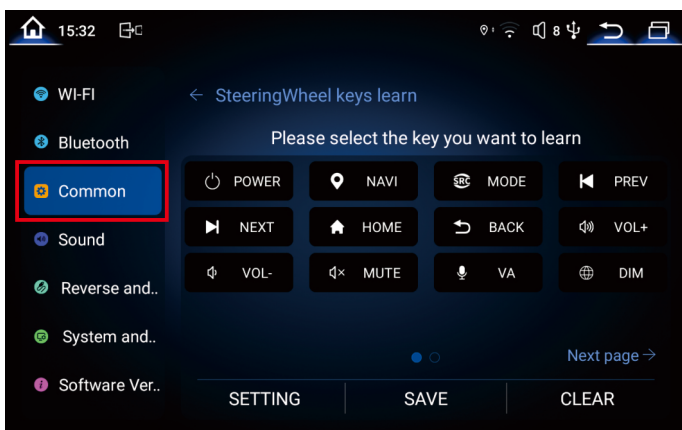 15:32
8
WI-FI
← SteeringWheel keys learn
Bluetooth
Please select the key you want to learn
Common
POWER NAVI SRC MODE PREV
Sound
NEXT HOME BACK VOL+
Reverse and..
VOL- MUTE VA DIM
System and..
Next page→
Software Ver..
SETTING SAVE CLEAR